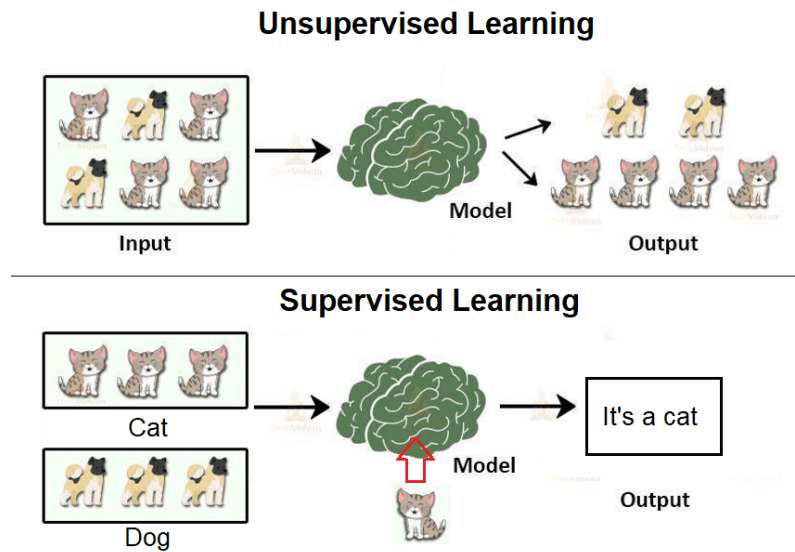 Unsupervised Learning
Model
Input
Output
Supervised Learning
Cat
It's a cat
Model
Output
Dog